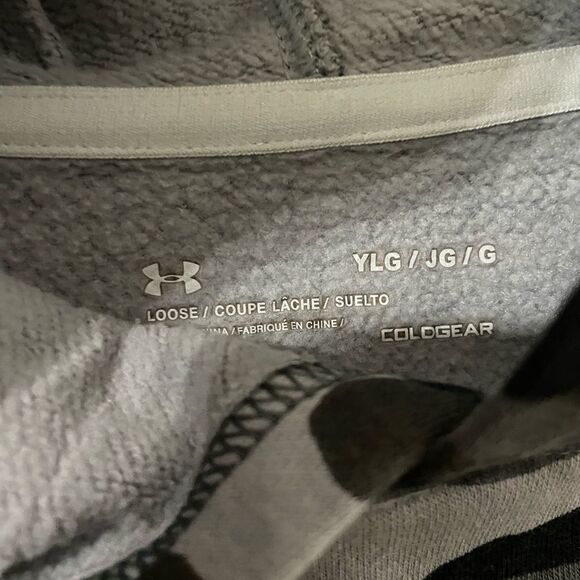 YLG / JG / G
LOOSE / COUPE LÂCHE / SUELTO
/ FABRIQUÉ EN CHINE /
COLDGEAR